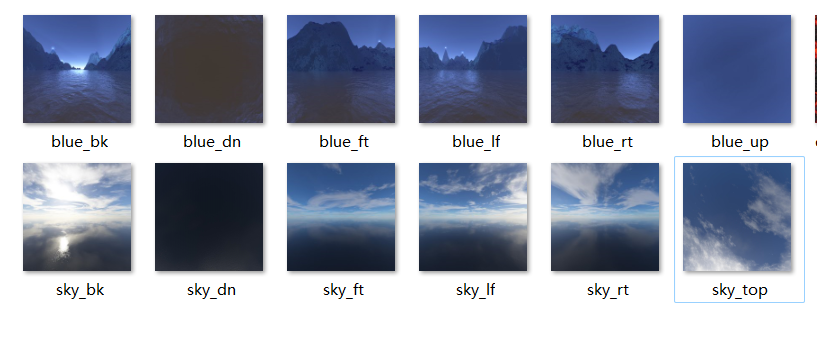 blue_bk blue_dn blue_ft blue_lf blue_rt blue_up
sky_bk sky_dn sky_ft sky_lf sky_rt sky_top